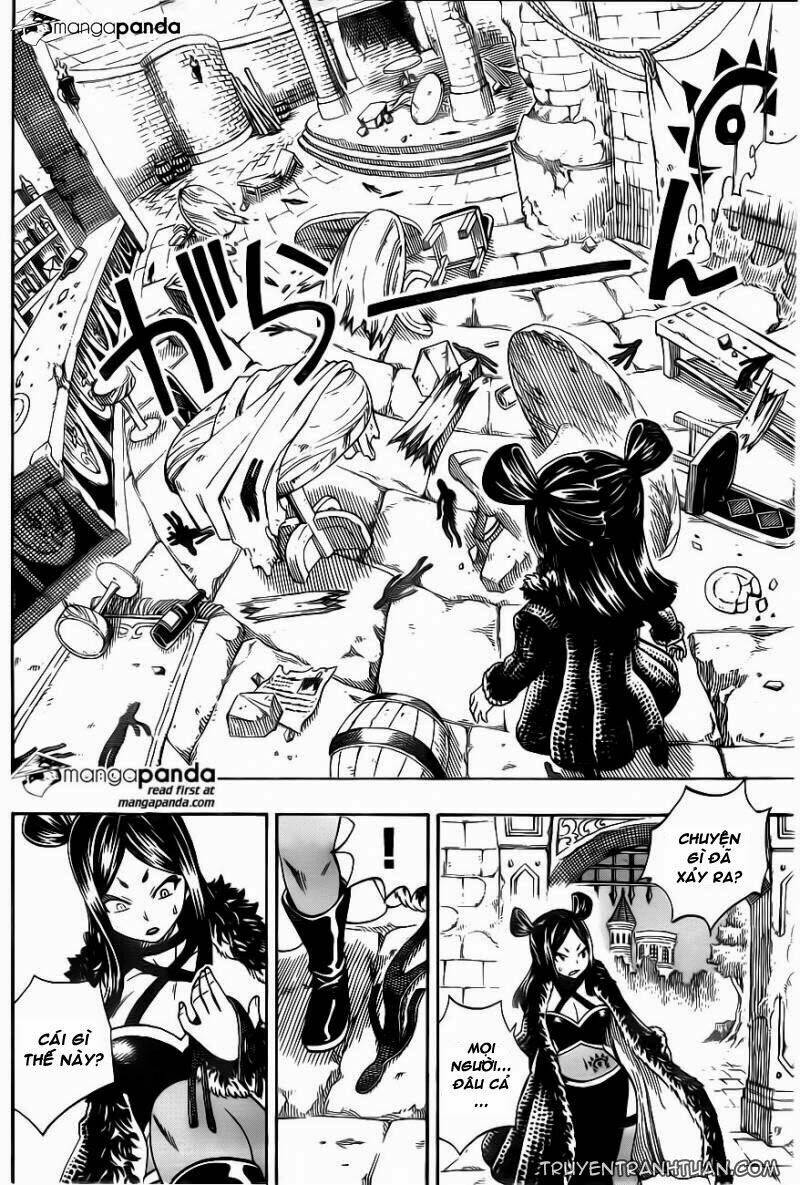 mangapanda
がらーん
mangapanda
read first at
mangapanda.com
CHUYỆN
GÌ ĐÃ
XẢY RA?
MỌI
NGƯỜI...
ĐÂU CẢ
...
!
CÁI GÌ
THẾ NÀY?
TRUYENTRANHTUAN.COM